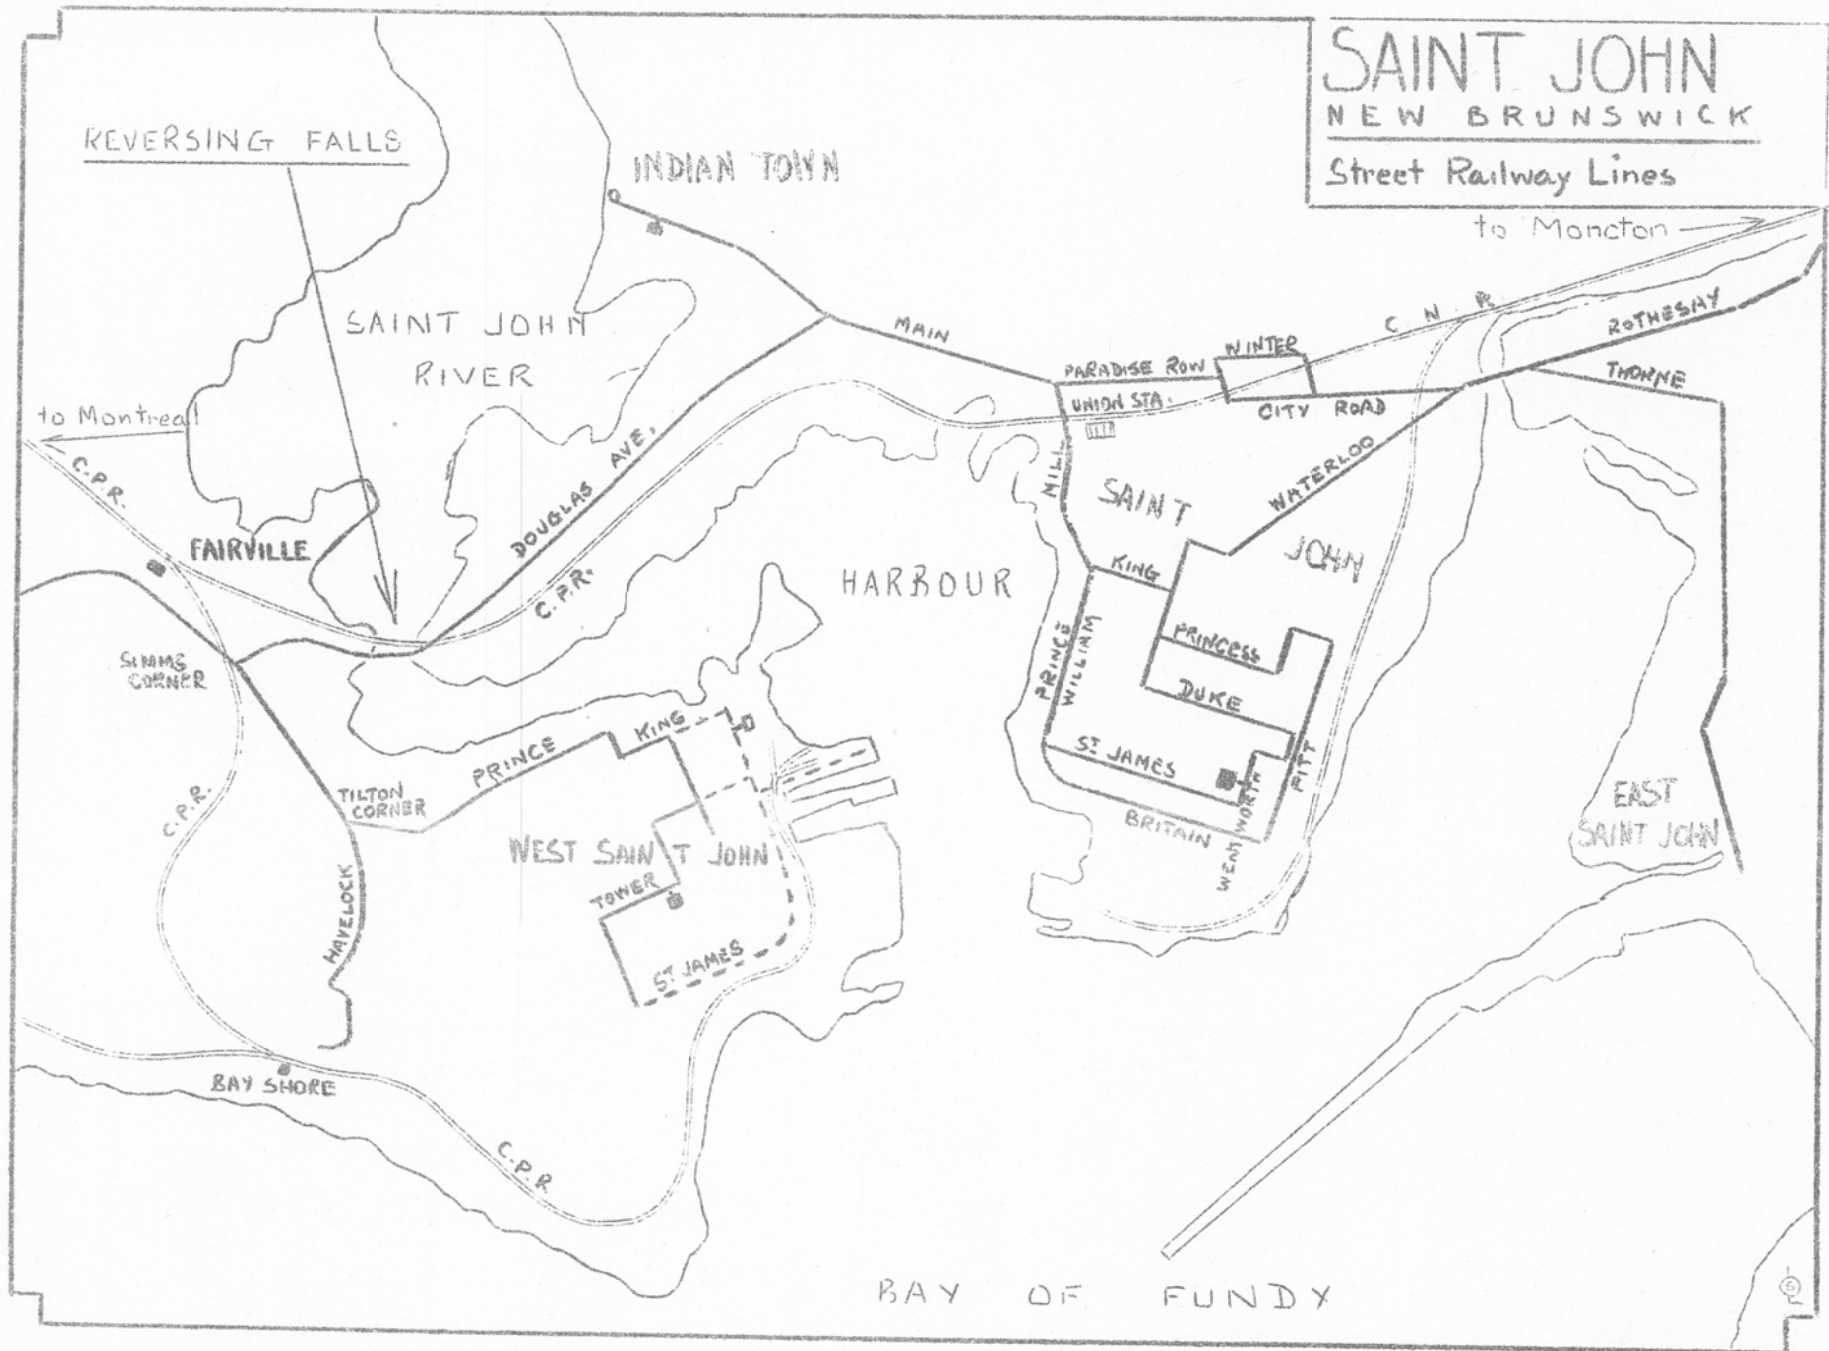 SAINT JOHN
NEW BRUNSWICK
Street Railway Lines
to Moncton
REVERSING FALLS
INDIAN TOWN
SAINT JOHN
RIVER
MAIN
C N R
ROTHESAY
WINTER
PARADISE ROW
THORNE
UNION STA.
CITY ROAD
to Montreal
C.P.R.
DOUGLAS AVE.
MILL
WATERLOO
SAINT
JOHN
FAIRVILLE
C.P.R.
HARBOUR
KING
PRINCE
WILLIAM
PRINCESS
DUKE
SIMMS
CORNER
KING
PRINCE
ST JAMES
PITT
C.P.R.
TILTON
CORNER
BRITAIN
WENTWORTH
EAST
SAINT JOHN
WEST SAINT JOHN
TOWER
HAVELOCK
ST JAMES
BAY SHORE
C.P.R
BAY OF FUNDY